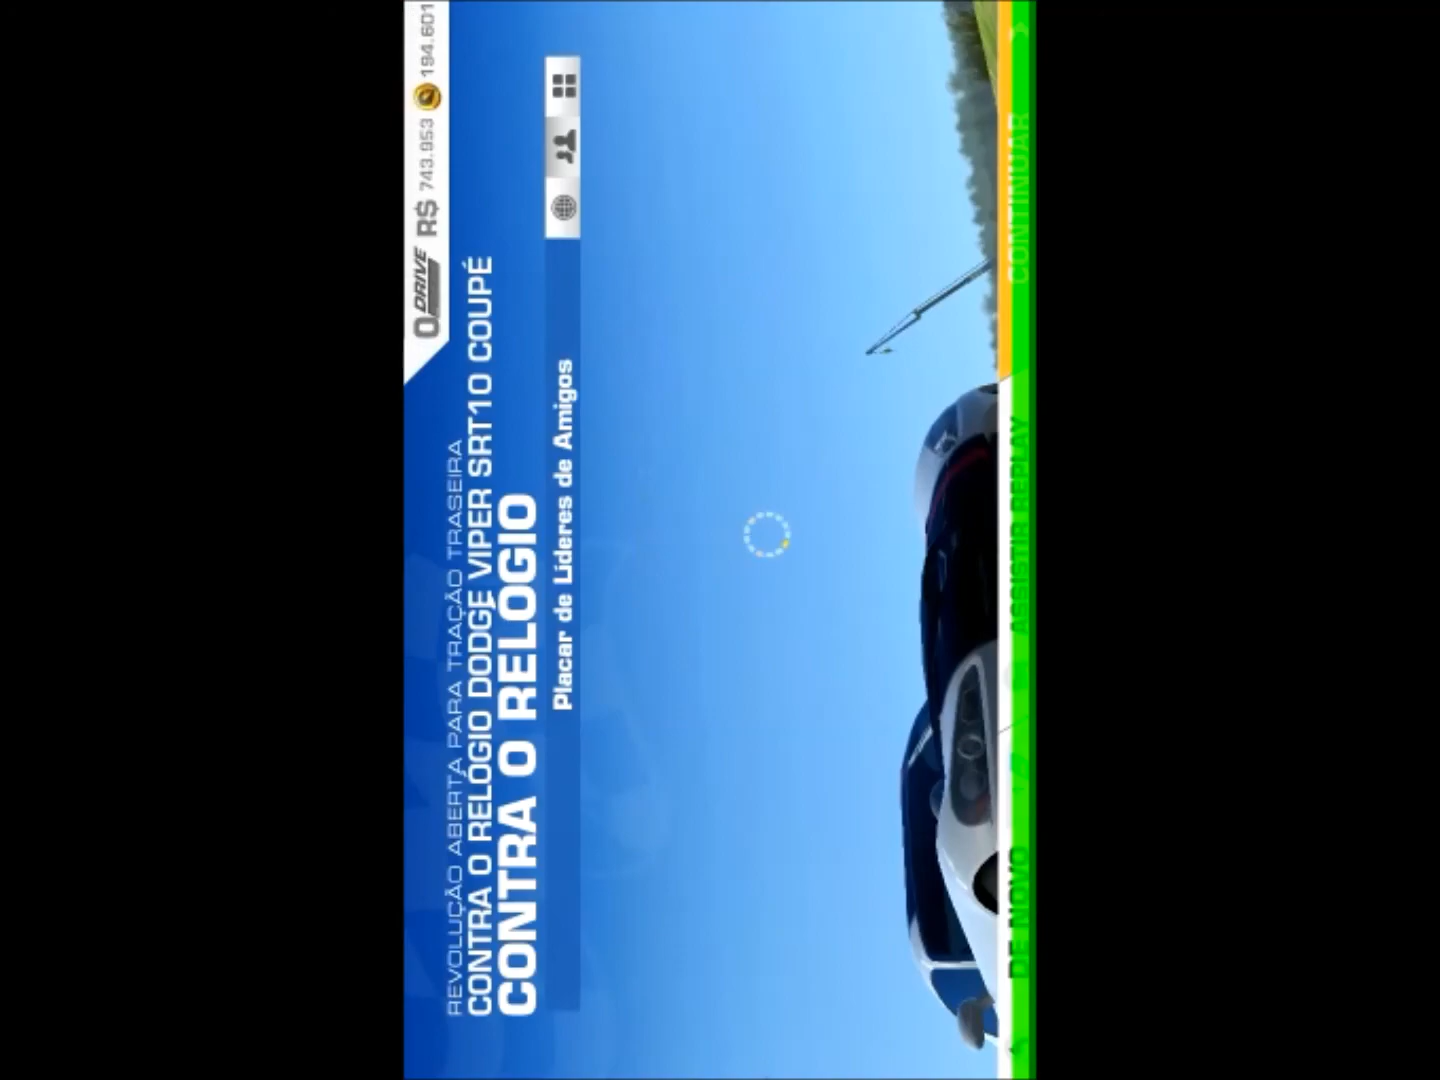 0 DRIVE R$ 743.953 194.601
REVOLUÇÃO ABERTA PARA TRAÇÃO TRASEIRA
CONTRA O RELÓGIO DODGE VIPER SRT10 COUPÉ
CONTRA O RELÓGIO
Placar de Líderes de Amigos
DE NOVO ASSISTIR REPLAY CONTINUAR